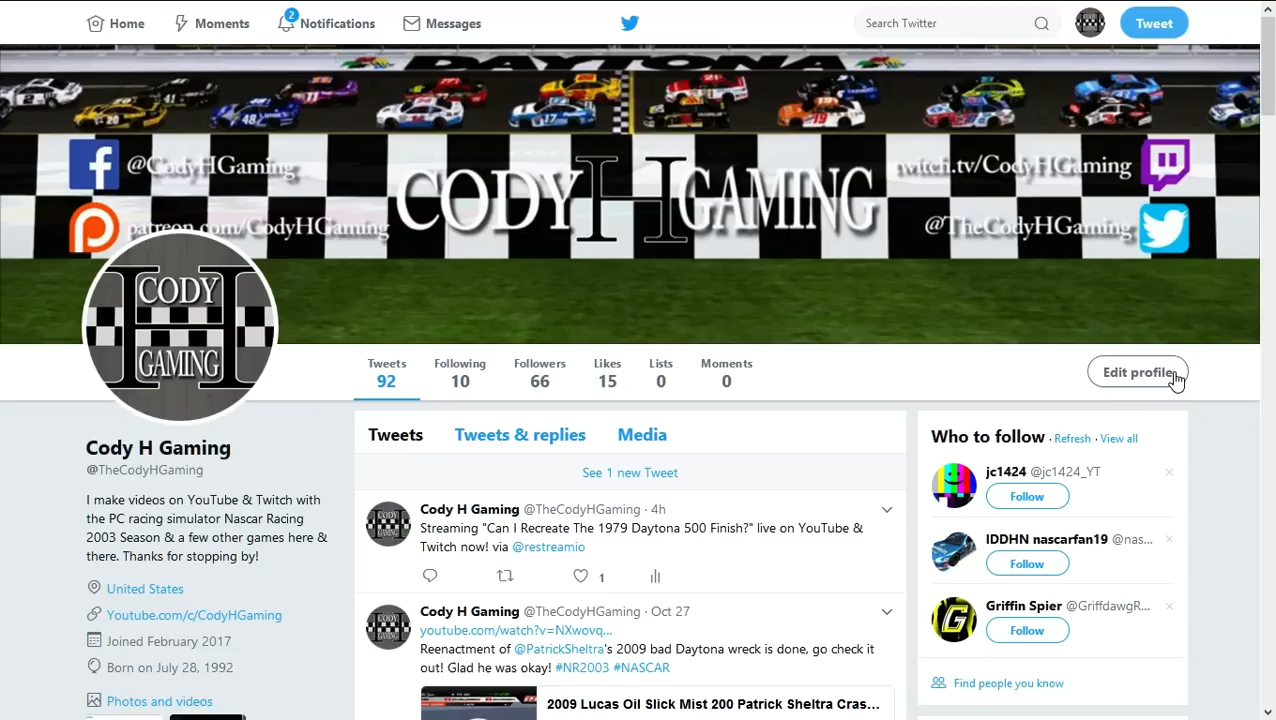 Home
Moments
2
Notifications
Messages
Search Twitter
Tweet
DAYTONA
@CodyHGaming
CODY H GAMING
twitch.tv/CodyHGaming
patreon.com/CodyHGaming
@TheCodyHGaming
CODY
H
GAMING
Tweets
92
Following
10
Followers
66
Likes
15
Lists
0
Moments
0
Edit profile
Cody H Gaming
@TheCodyHGaming
I make videos on YouTube & Twitch with
the PC racing simulator Nascar Racing
2003 Season & a few other games here &
there. Thanks for stopping by!
United States
Youtube.com/c/CodyHGaming
Joined February 2017
Born on July 28, 1992
Photos and videos
Tweets
Tweets & replies
Media
See 1 new Tweet
Cody H Gaming @TheCodyHGaming · 4h
Streaming "Can I Recreate The 1979 Daytona 500 Finish?" live on YouTube &
Twitch now! via @restreamio
1
Cody H Gaming @TheCodyHGaming · Oct 27
youtube.com/watch?v=NXwovq...
Reenactment of @PatrickSheltra's 2009 bad Daytona wreck is done, go check it
out! Glad he was okay! #NR2003 #NASCAR
2009 Lucas Oil Slick Mist 200 Patrick Sheltra Cras...
Who to follow · Refresh · View all
jc1424 @jc1424_YT
Follow
IDDHN nascarfan19 @nas...
Follow
Griffin Spier @GriffdawgR...
Follow
Find people you know